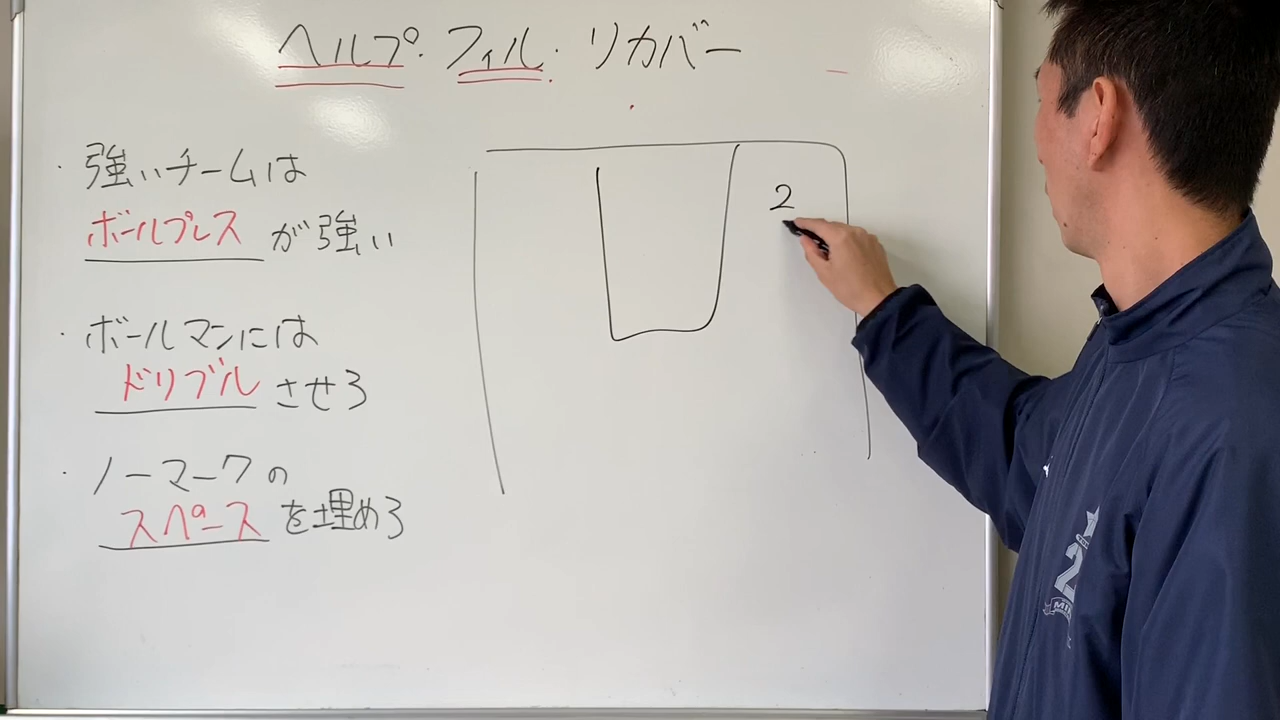 ヘルプ・フィル・リカバー
・強いチームは
ボールプレス が強い
・ボールマンには
ドリブル させろ
・ノーマークの
スペース を埋めろ
2
2